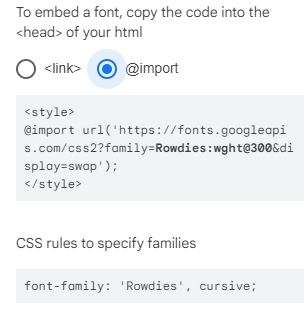 To embed a font, copy the code into the
<head> of your html
<link> @import
<style>
@import url('https://fonts.googleapi
s.com/css2?family=Rowdies:wght@300&di
splay=swap');
</style>
CSS rules to specify families
font-family: 'Rowdies', cursive;